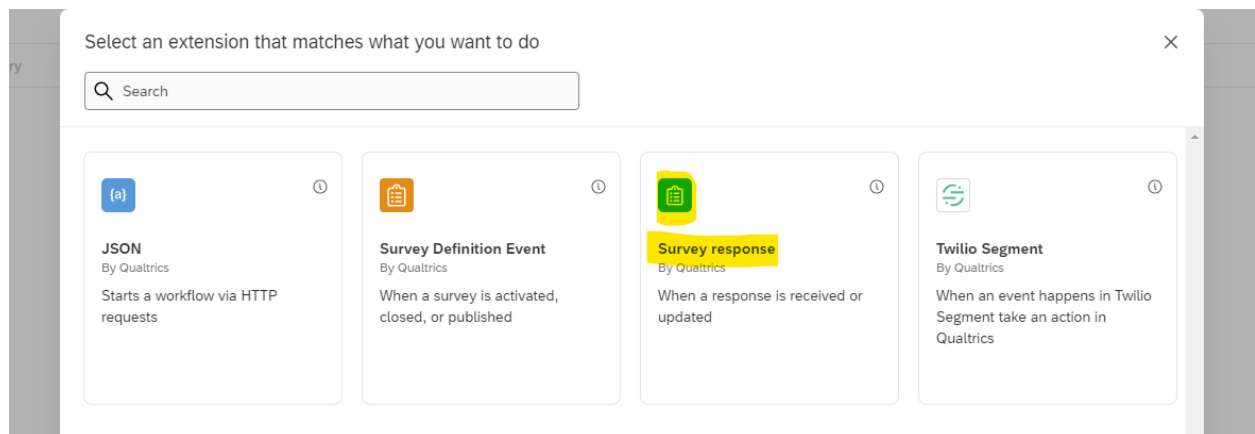 Select an extension that matches what you want to do
ry
Search
{a}
JSON
By Qualtrics
Starts a workflow via HTTP
requests
Survey Definition Event
By Qualtrics
When a survey is activated,
closed, or published
Survey response
By Qualtrics
When a response is received or
updated
Twilio Segment
By Qualtrics
When an event happens in Twilio
Segment take an action in
Qualtrics